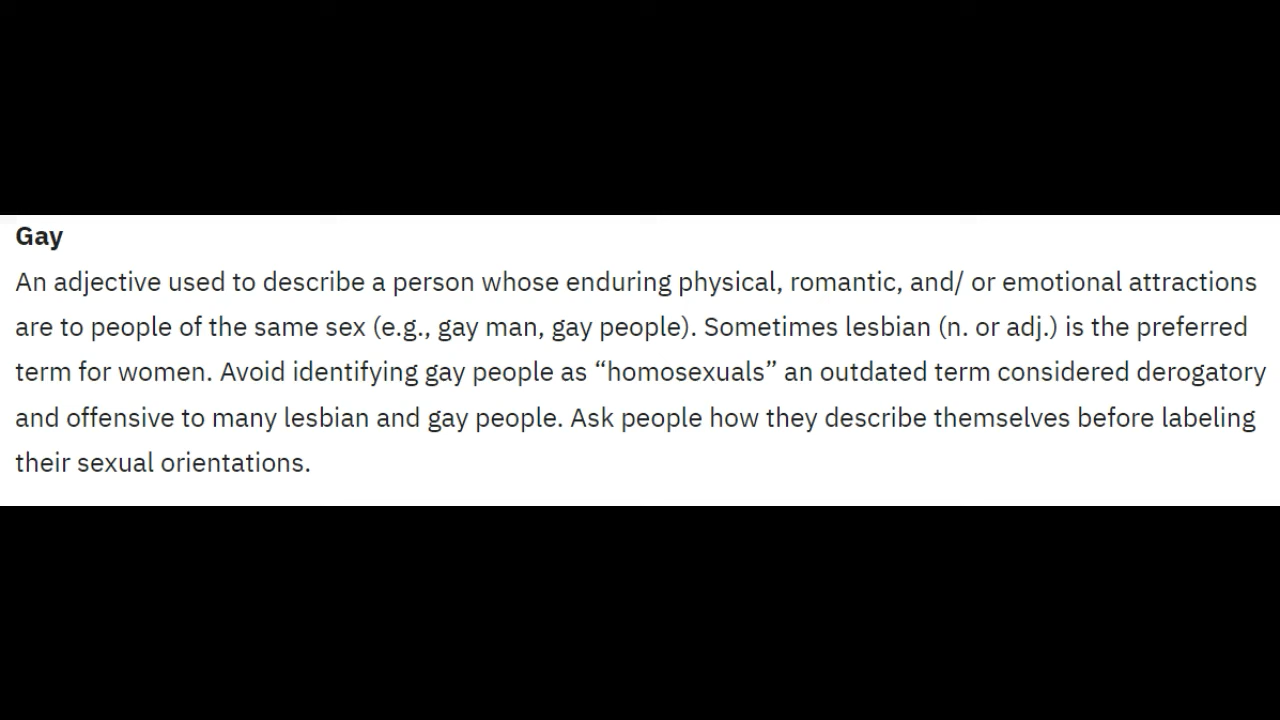 Gay
An adjective used to describe a person whose enduring physical, romantic, and/ or emotional attractions
are to people of the same sex (e.g., gay man, gay people). Sometimes lesbian (n. or adj.) is the preferred
term for women. Avoid identifying gay people as “homosexuals” an outdated term considered derogatory
and offensive to many lesbian and gay people. Ask people how they describe themselves before labeling
their sexual orientations.